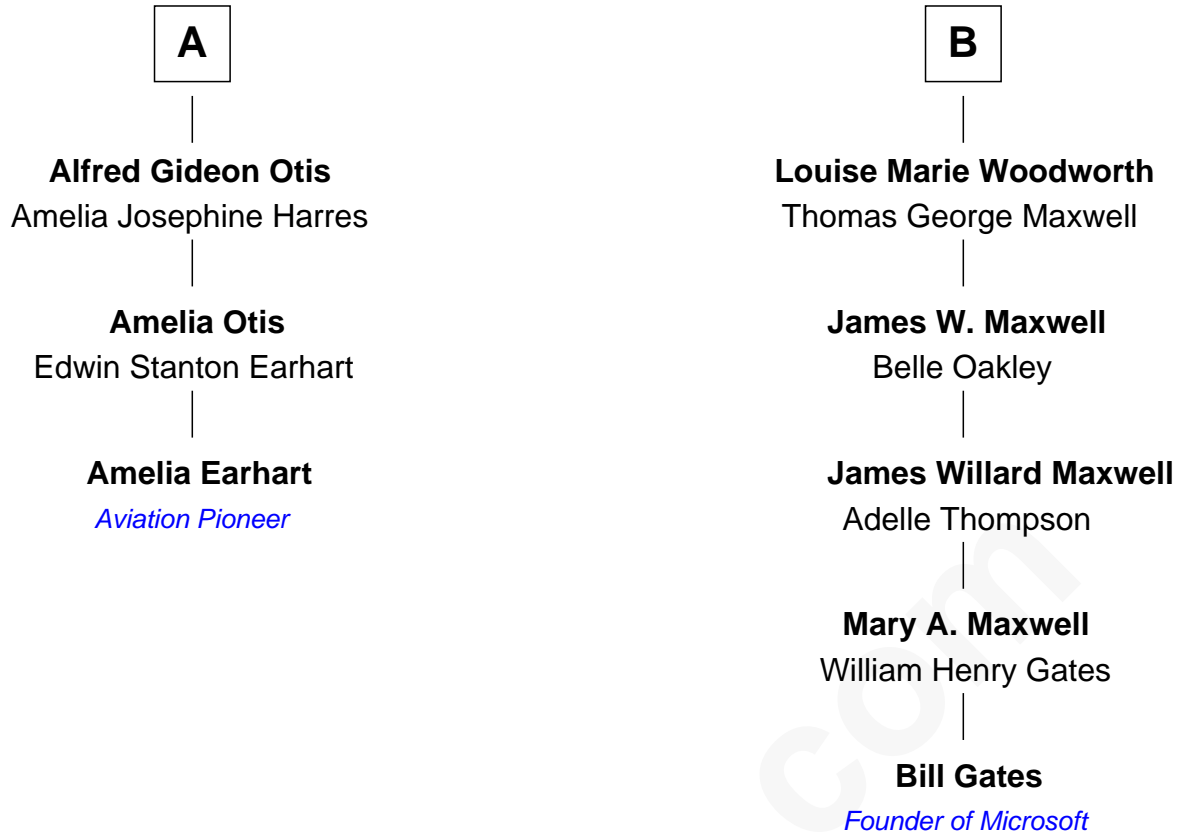 A
Alfred Gideon Otis
Amelia Josephine Harres
Amelia Otis
Edwin Stanton Earhart
Amelia Earhart
Aviation Pioneer
B
Louise Marie Woodworth
Thomas George Maxwell
James W. Maxwell
Belle Oakley
James Willard Maxwell
Adelle Thompson
Mary A. Maxwell
William Henry Gates
Bill Gates
Founder of Microsoft
com